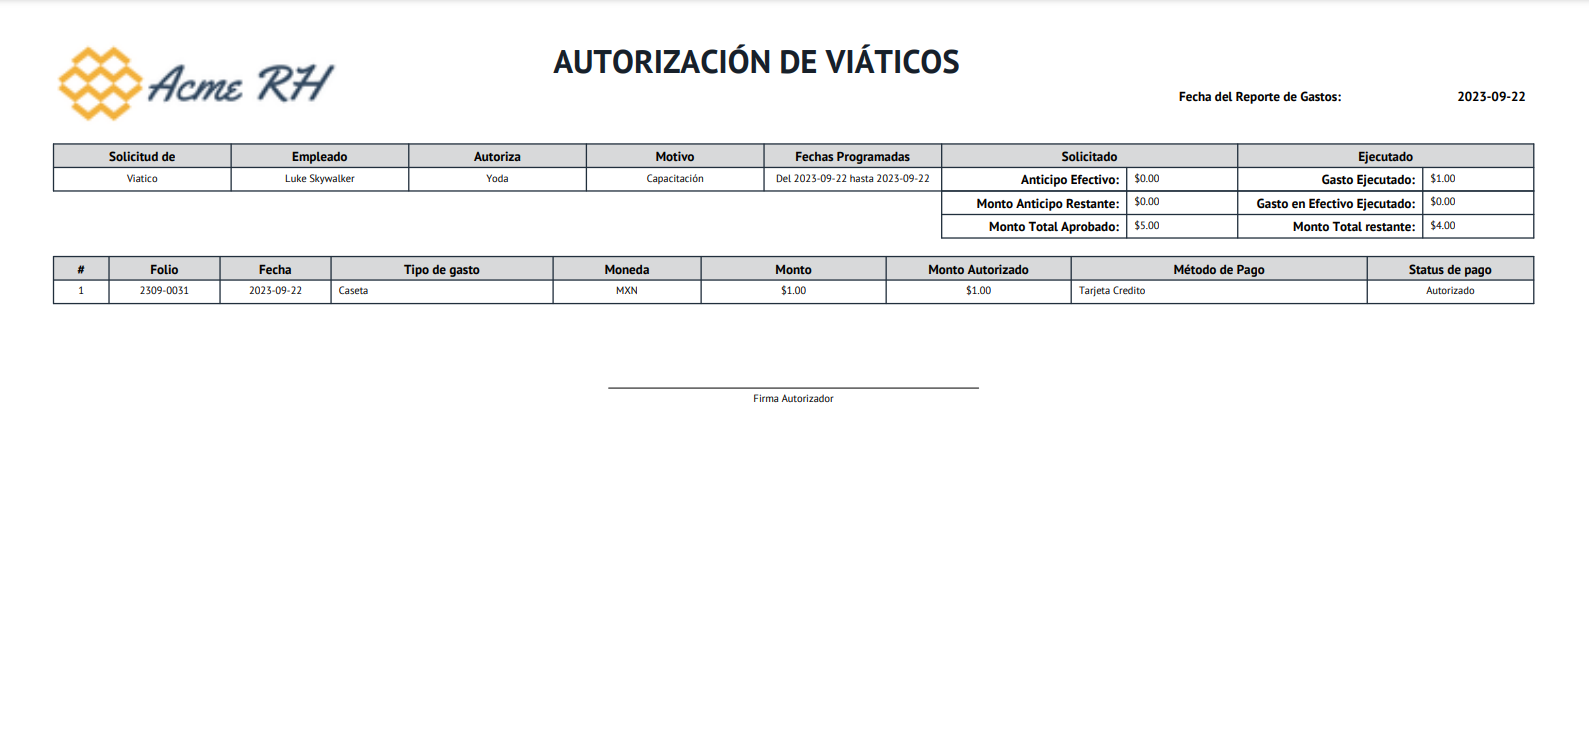 Acme RH
AUTORIZACIÓN DE VIÁTICOS
Fecha del Reporte de Gastos: 2023-09-22
Solicitud de Empleado Autoriza Motivo Fechas Programadas Solicitado Ejecutado
Viatico Luke Skywalker Yoda Capacitación Del 2023-09-22 hasta 2023-09-22 Anticipo Efectivo: $0.00 Gasto Ejecutado: $1.00
Monto Anticipo Restante: $0.00 Gasto en Efectivo Ejecutado: $0.00
Monto Total Aprobado: $5.00 Monto Total restante: $4.00
# Folio Fecha Tipo de gasto Moneda Monto Monto Autorizado Método de Pago Status de pago
1 2309-0031 2023-09-22 Caseta MXN $1.00 $1.00 Tarjeta Credito Autorizado
Firma Autorizador